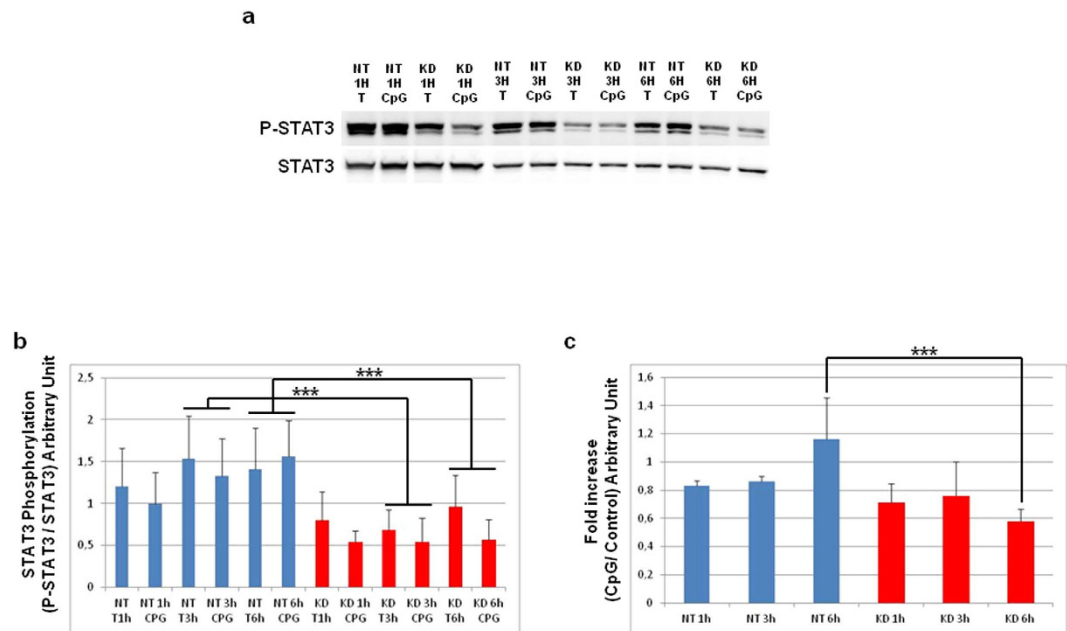 a
NT NT KD KD NT NT KD KD NT NT KD KD
1H 1H 1H 1H 3H 3H 3H 3H 6H 6H 6H 6H
T CpG T CpG T CpG T CpG T CpG T CpG
P-STAT3
STAT3
b
STAT3 Phosphorylation
(P-STAT3 / STAT3) Arbitrary Unit
2,5
2
1,5
1
0,5
0
***
***
NT NT 1h NT NT 3h NT NT 6h KD KD 1h KD KD 3h KD KD 6h
T1h CPG T3h CPG T6h CPG T1h CPG T3h CPG T6h CPG
c
Fold increase
(CpG/ Control) Arbitrary Unit
1.6
1.4
1.2
1
0.8
0.6
0.4
0.2
0
***
NT 1h NT 3h NT 6h KD 1h KD 3h KD 6h